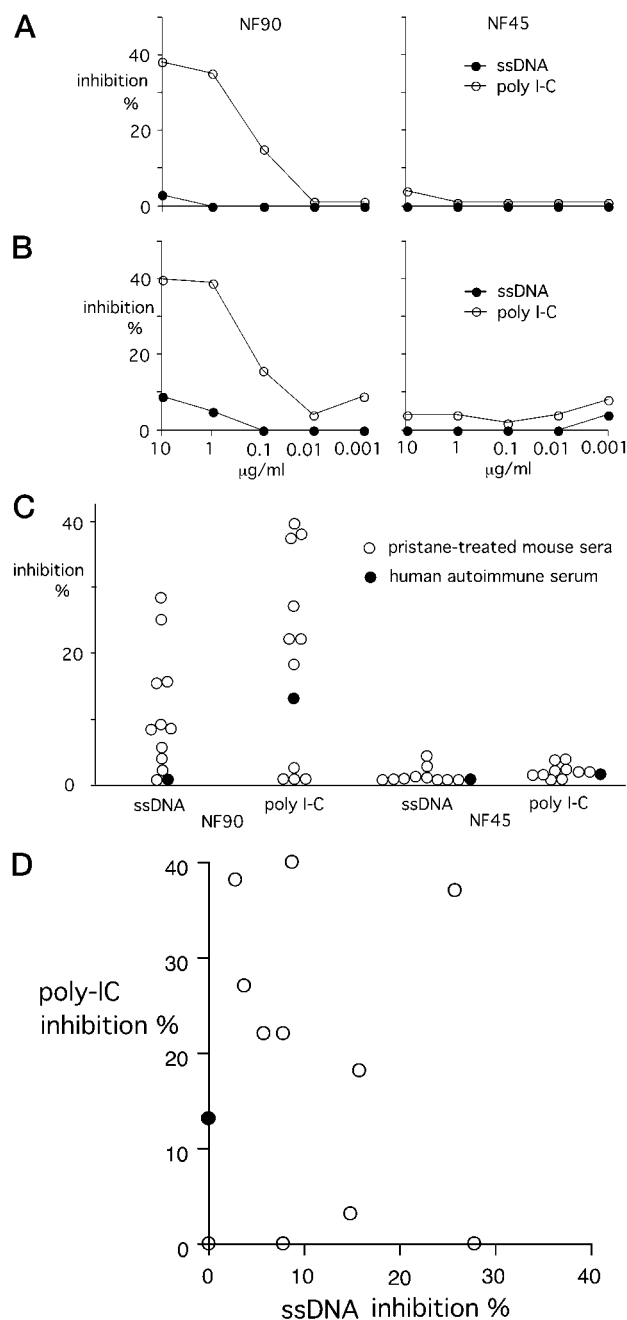 A
NF90
NF45
40
inhibition
%
20
0
ssDNA
poly I-C
B
40
inhibition
%
20
0
ssDNA
poly I-C
10 1 0.1 0.01 0.001
µg/ml
10 1 0.1 0.01 0.001
µg/ml
C
40
inhibition
%
20
0
pristane-treated mouse sera
human autoimmune serum
ssDNA poly I-C ssDNA poly I-C
NF90 NF45
D
40
30
poly-IC
inhibition %
20
10
0
0 10 20 30 40
ssDNA inhibition %